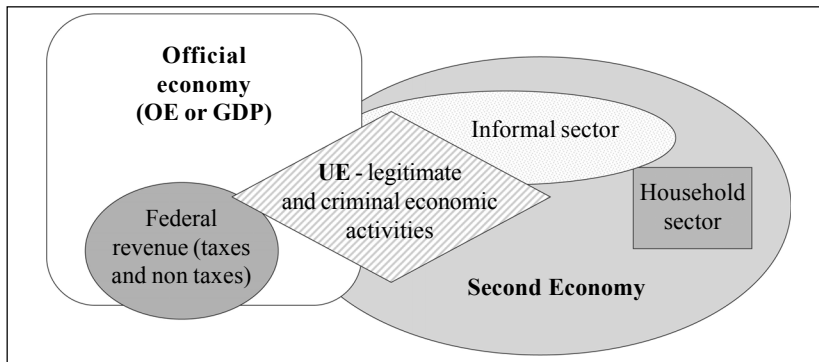 Official
economy
(OE or GDP)
Informal sector
UE - legitimate
and criminal economic
activities
Household
sector
Federal
revenue (taxes
and non taxes)
Second Economy